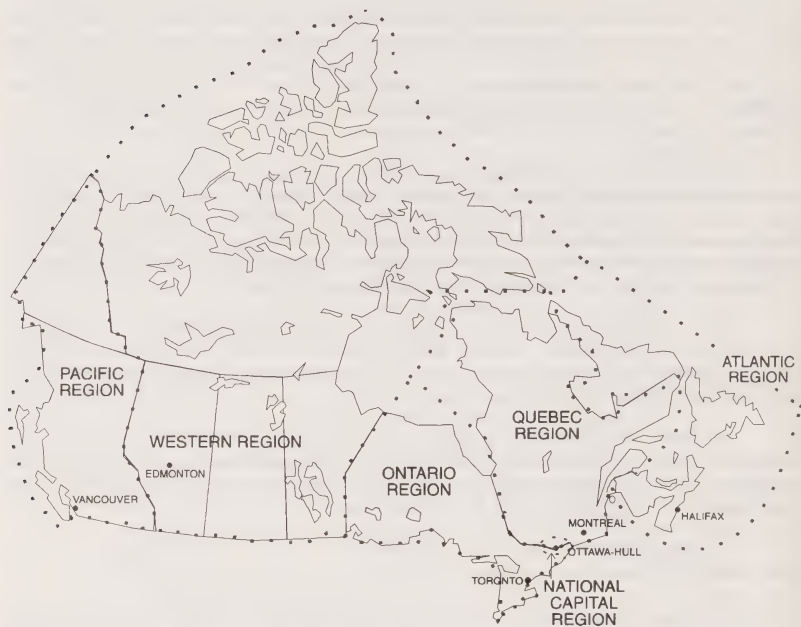 ATLANTIC
REGION
PACIFIC
REGION
QUEBEC
REGION
WESTERN REGION
EDMONTON
ONTARIO
REGION
VANCOUVER
HALIFAX
MONTREAL
OTTAWA-HULL
TORONTO
NATIONAL
CAPITAL
REGION